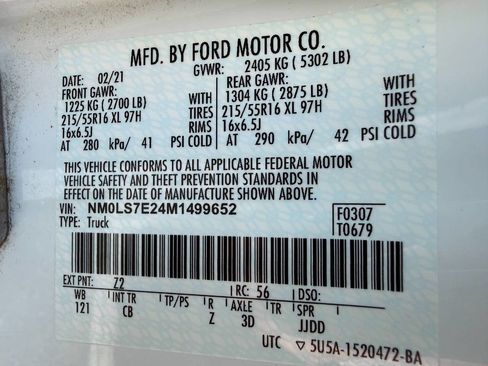 MFD. BY FORD MOTOR CO.
DATE: 02/21 GVWR: 2405 KG ( 5302 LB)
FRONT GAWR: REAR GAWR:
1225 KG ( 2700 LB) WITH 1304 KG ( 2875 LB) WITH
215/55R16 XL 97H TIRES 215/55R16 XL 97H TIRES
16x6.5J RIMS 16x6.5J RIMS
AT 280 kPa/ 41 PSI COLD AT 290 kPa/ 42 PSI COLD
THIS VEHICLE CONFORMS TO ALL APPLICABLE FEDERAL MOTOR
VEHICLE SAFETY AND THEFT PREVENTION STANDARDS IN
EFFECT ON THE DATE OF MANUFACTURE SHOWN ABOVE.
VIN: NM0LS7E24M1499652 F0307
TYPE: Truck T0679
EXT PNT: Z2 RC: 56 DSO:
WB INT TR TP/PS R AXLE TR SPR
121 CB Z 3D JJDD
UTC ▽ 5U5A-1520472-BA